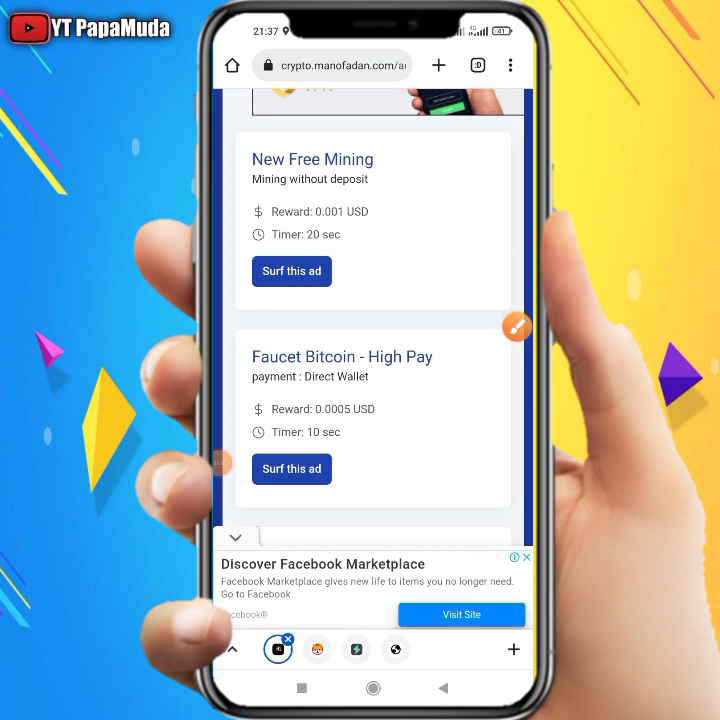 YT PapaMuda
21:37
4G
41
crypto.manofadan.com/a
:D
New Free Mining
Mining without deposit
$ Reward: 0.001 USD
Timer: 20 sec
Surf this ad
Faucet Bitcoin - High Pay
payment : Direct Wallet
$ Reward: 0.0005 USD
Timer: 10 sec
Surf this ad
Discover Facebook Marketplace
Facebook Marketplace gives new life to items you no longer need.
Go to Facebook.
acebook®
Visit Site